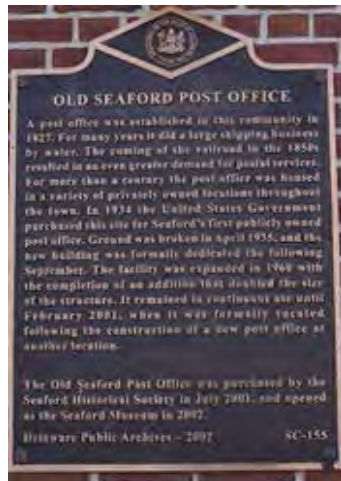 OLD SEAFORD POST OFFICE
A post office was established in this community in
1827. For many years it did a large shipping business
by water. The coming of the railroad in the 1850s
resulted in an even greater demand for postal services.
For more than a century the post office was housed
in a variety of privately owned locations throughout
the town. In 1934 the United States Government
purchased this site for Seaford's first publicly owned
post office. Ground was broken in April 1935, and the
new building was formally dedicated the following
September. The facility was expanded in 1966 with
the completion of an addition that doubled the size
of the structure. It remained in continuous use until
February 2001, when it was formally vacated
following the construction of a new post office at
another location.
The Old Seaford Post Office was purchased by the
Seaford Historical Society in July 2001, and opened
as the Seaford Museum in 2002.
Delaware Public Archives - 2002 SC-155